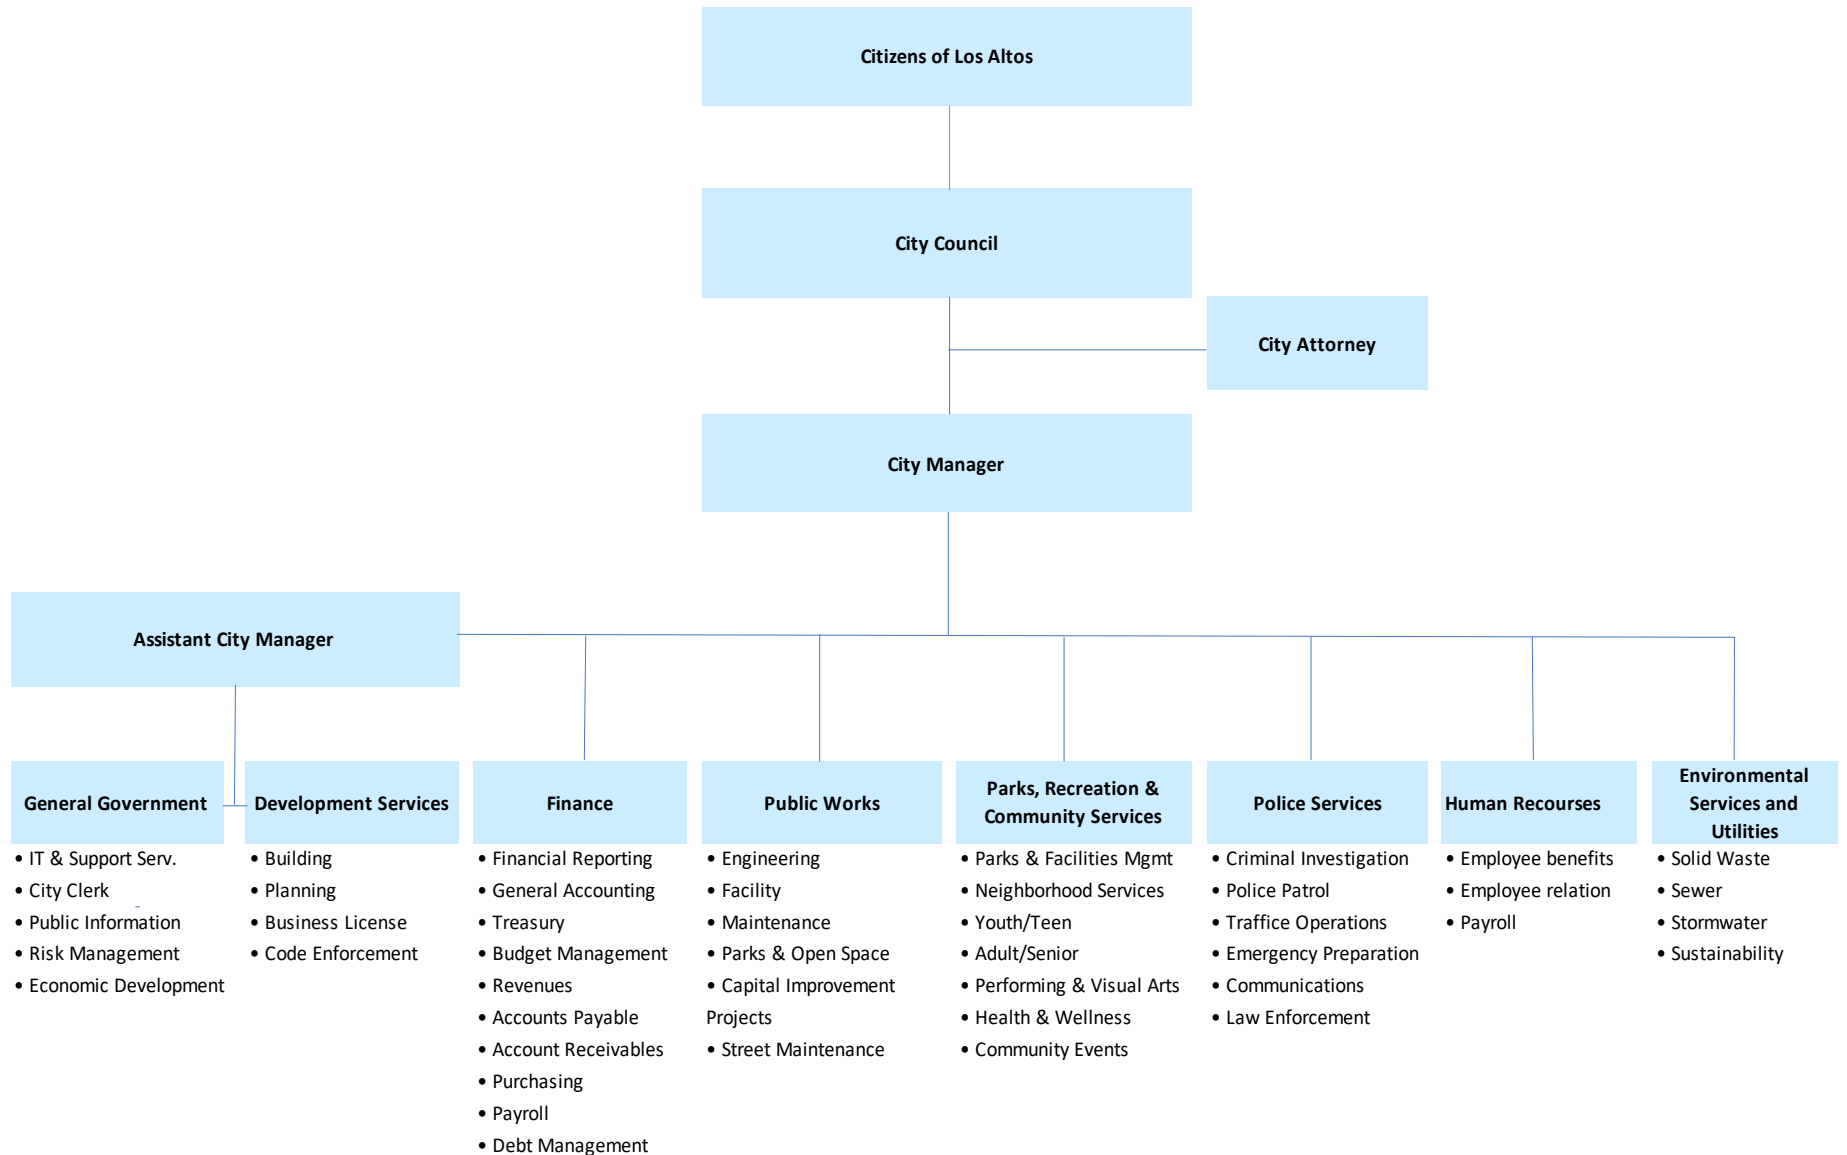 Citizens of Los Altos
City Council
City Attorney
City Manager
Assistant City Manager
General Government
• IT & Support Serv.
• City Clerk
• Public Information
• Risk Management
• Economic Development
Development Services
• Building
• Planning
• Business License
• Code Enforcement
Finance
• Financial Reporting
• General Accounting
• Treasury
• Budget Management
• Revenues
• Accounts Payable
• Account Receivables
• Purchasing
• Payroll
• Debt Management
Public Works
• Engineering
• Facility
• Maintenance
• Parks & Open Space
• Capital Improvement
Projects
• Street Maintenance
Parks, Recreation &
Community Services
• Parks & Facilities Mgmt
• Neighborhood Services
• Youth/Teen
• Adult/Senior
• Performing & Visual Arts
• Health & Wellness
• Community Events
Police Services
• Criminal Investigation
• Police Patrol
• Traffice Operations
• Emergency Preparation
• Communications
• Law Enforcement
Human Recourses
• Employee benefits
• Employee relation
• Payroll
Environmental
Services and
Utilities
• Solid Waste
• Sewer
• Stormwater
• Sustainability